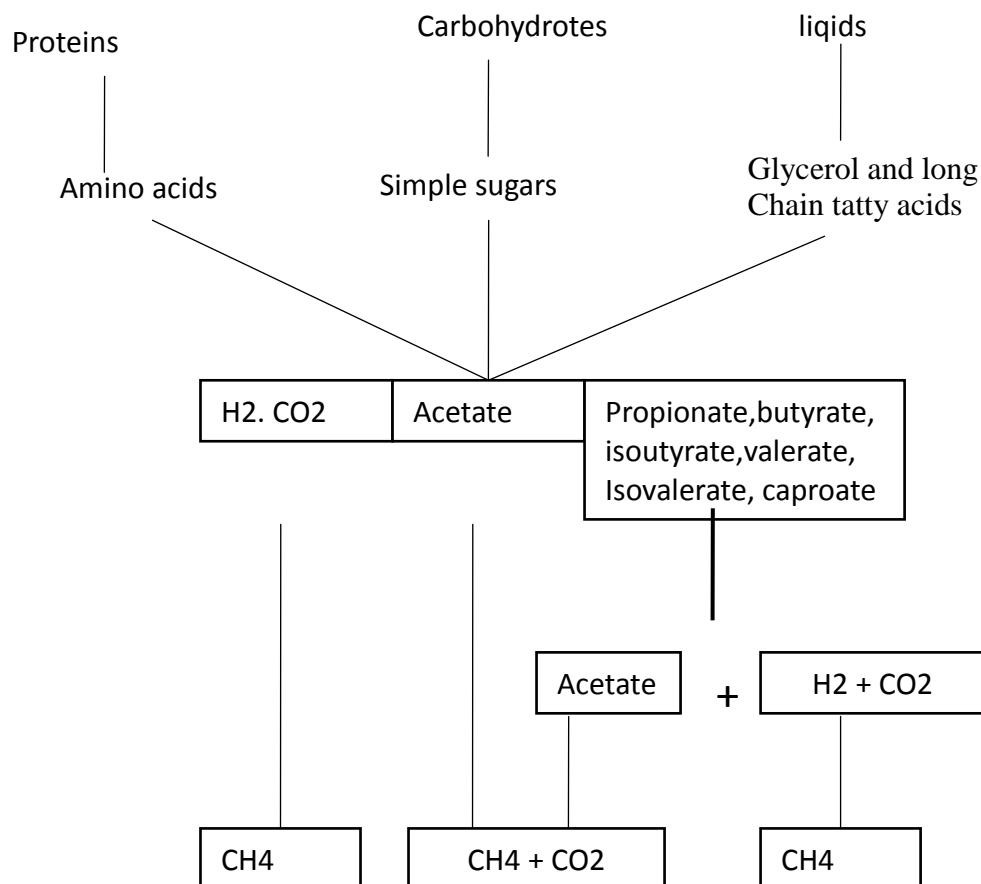 Proteins
Carbohydrotes
liqids
Amino acids
Simple sugars
Glycerol and long
Chain tatty acids
H2. CO2
Acetate
Propionate,butyrate,
isoutyrate,valerate,
Isovalerate, caproate
Acetate
+
H2 + CO2
CH4
CH4 + CO2
CH4